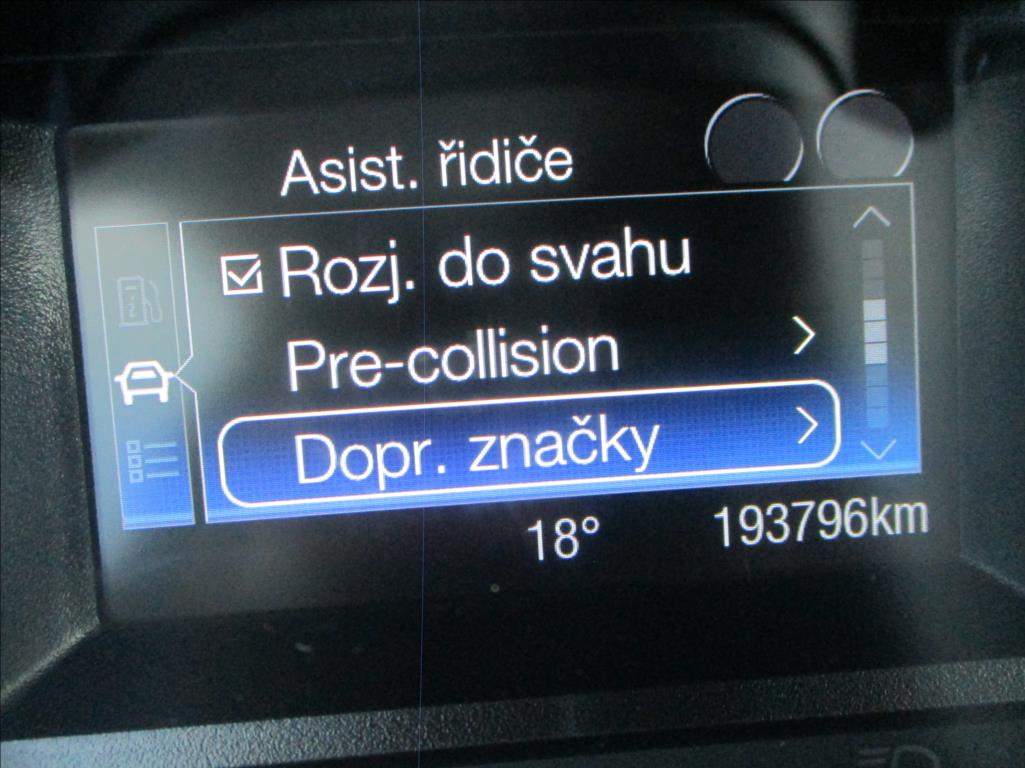 Asist. řidiče
Rozj. do svahu
Pre-collision
Dopr. značky
18° 193796km